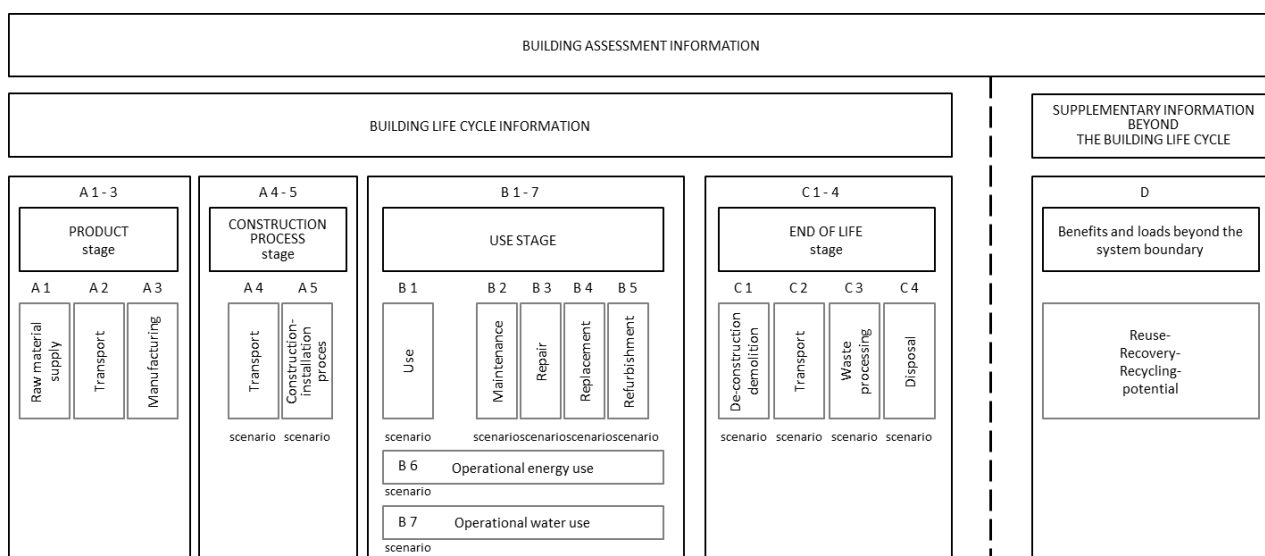 BUILDING ASSESSMENT INFORMATION
BUILDING LIFE CYCLE INFORMATION
SUPPLEMENTARY INFORMATION
BEYOND
THE BUILDING LIFE CYCLE
A 1 - 3
PRODUCT
stage
A 1
A 2
A 3
Raw material
supply
Transport
Manufacturing
A 4 - 5
CONSTRUCTION
PROCESS
stage
A 4
A 5
Transport
Construction-
installation
proces
scenario
scenario
B 1 - 7
USE STAGE
B 1
B 2
B 3
B 4
B 5
Use
Maintenance
Repair
Replacement
Refurbishment
scenario
scenario
scenario
scenario
scenario
B 6
Operational energy use
scenario
B 7
Operational water use
scenario
C 1 - 4
END OF LIFE
stage
C 1
C 2
C 3
C 4
De-construction
demolition
Transport
Waste
processing
Disposal
scenario
scenario
scenario
scenario
D
Benefits and loads beyond the
system boundary
Reuse-
Recovery-
Recycling-
potential